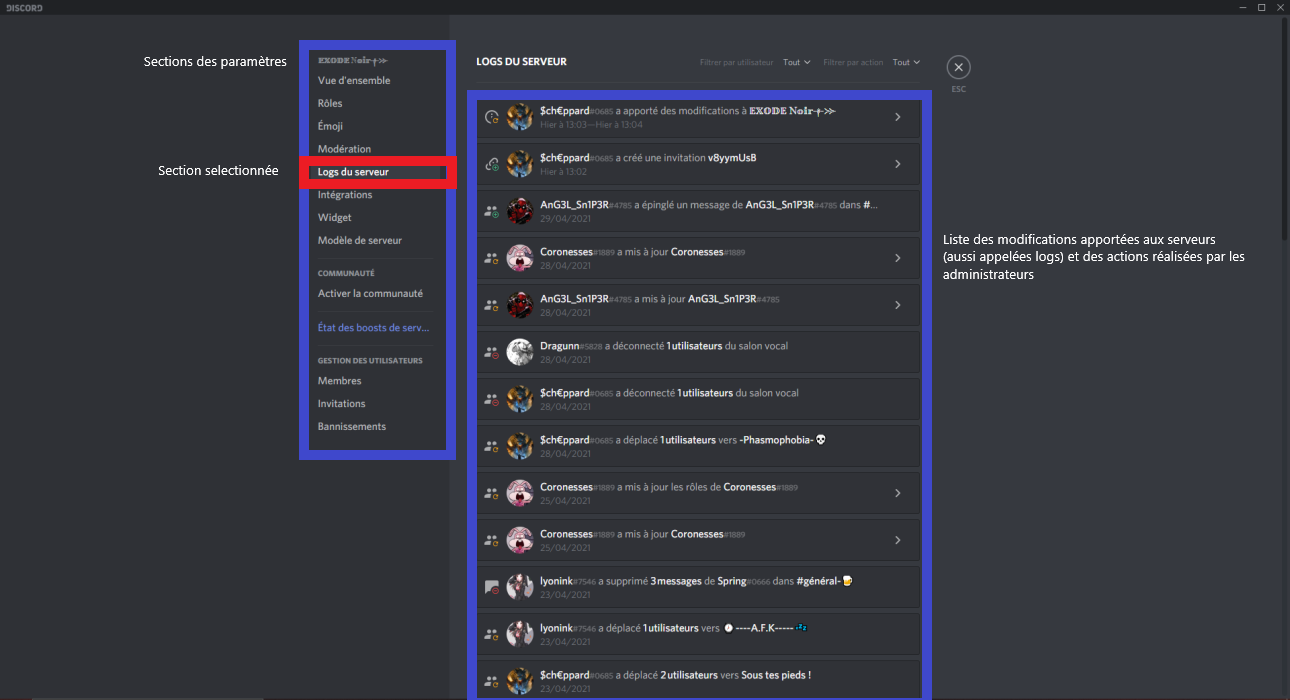 DISCORD
Sections des paramètres
Section selectionnée
𝕰𝖃𝕺𝕯𝕰 𝕹𝖔𝖎𝖗
Vue d'ensemble
Rôles
Émoji
Modération
Logs du serveur
Intégrations
Widget
Modèle de serveur
COMMUNAUTÉ
Activer la communauté
État des boosts de serv...
GESTION DES UTILISATEURS
Membres
Invitations
Bannissements
LOGS DU SERVEUR
Filtrer par utilisateur Tout Filtrer par action Tout
ESC
$ch€ppard#0685 a apporté des modifications à 𝐄𝐗𝐎𝐃𝐄 𝐍𝐨𝐢𝐫
Hier à 13:03—Hier à 13:04
$ch€ppard#0685 a créé une invitation v8yymUsB
Hier à 13:02
AnG3L_Sn1P3R#4785 a épinglé un message de AnG3L_Sn1P3R#4785 dans #...
29/04/2021
Coronesses#1889 a mis à jour Coronesses#1889
28/04/2021
AnG3L_Sn1P3R#4785 a mis à jour AnG3L_Sn1P3R#4785
28/04/2021
Dragunn#5828 a déconnecté 1 utilisateurs du salon vocal
28/04/2021
$ch€ppard#0685 a déconnecté 1 utilisateurs du salon vocal
28/04/2021
$ch€ppard#0685 a déplacé 1 utilisateurs vers -Phasmophobia-💀
28/04/2021
Coronesses#1889 a mis à jour les rôles de Coronesses#1889
25/04/2021
Coronesses#1889 a mis à jour Coronesses#1889
25/04/2021
lyonink#7546 a supprimé 3 messages de Spring#0666 dans #général-🍺
23/04/2021
lyonink#7546 a déplacé 1 utilisateurs vers 🕛----A.F.K-----💤
23/04/2021
$ch€ppard#0685 a déplacé 2 utilisateurs vers Sous tes pieds !
23/04/2021
Liste des modifications apportées aux serveurs
(aussi appelées logs) et des actions réalisées par les
administrateurs